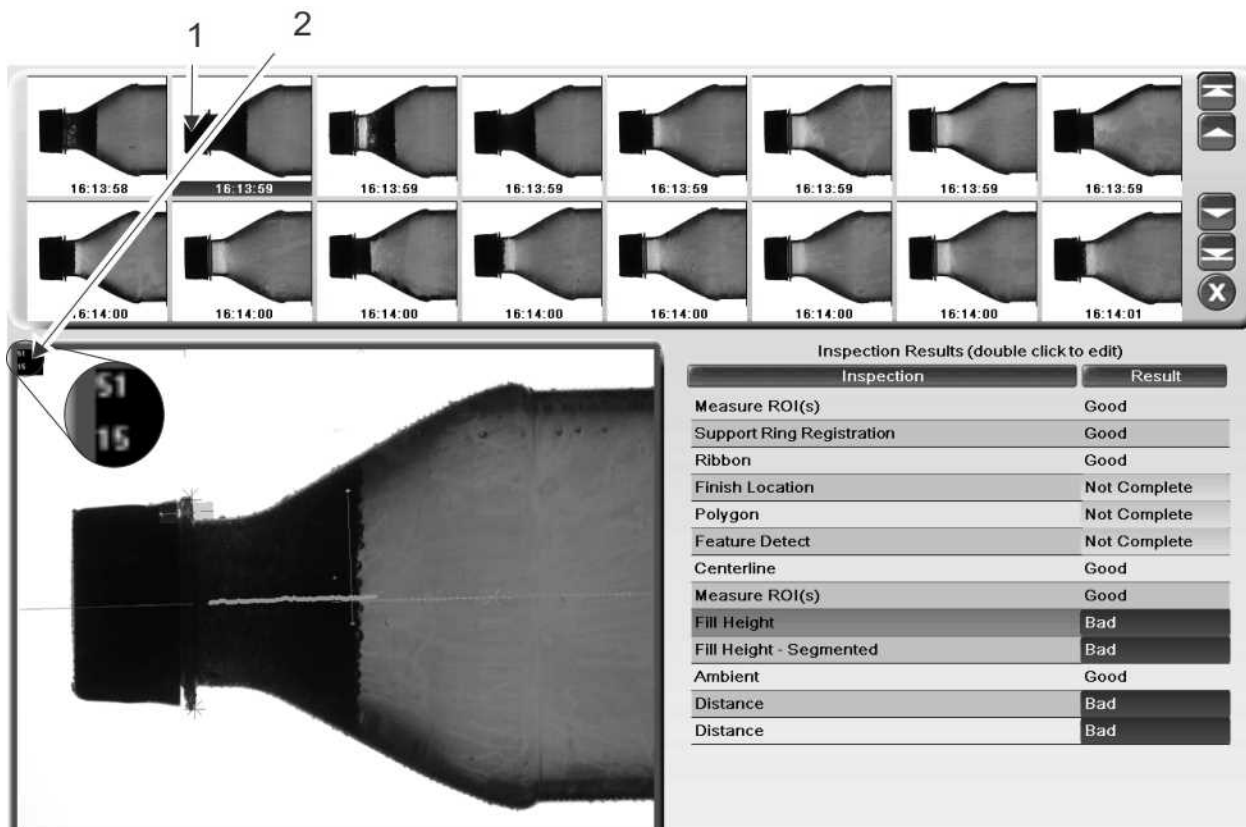 1 2
16:13:58 16:13:59 16:13:59 16:13:59 16:13:59 16:13:59 16:13:59 16:13:59
16:14:00 16:14:00 16:14:00 16:14:00 16:14:00 16:14:00 16:14:00 16:14:01
X
51
15
51
15
Inspection Results (double click to edit)
Inspection Result
Measure ROI(s) Good
Support Ring Registration Good
Ribbon Good
Finish Location Not Complete
Polygon Not Complete
Feature Detect Not Complete
Centerline Good
Measure ROI(s) Good
Fill Height Bad
Fill Height - Segmented Bad
Ambient Good
Distance Bad
Distance Bad